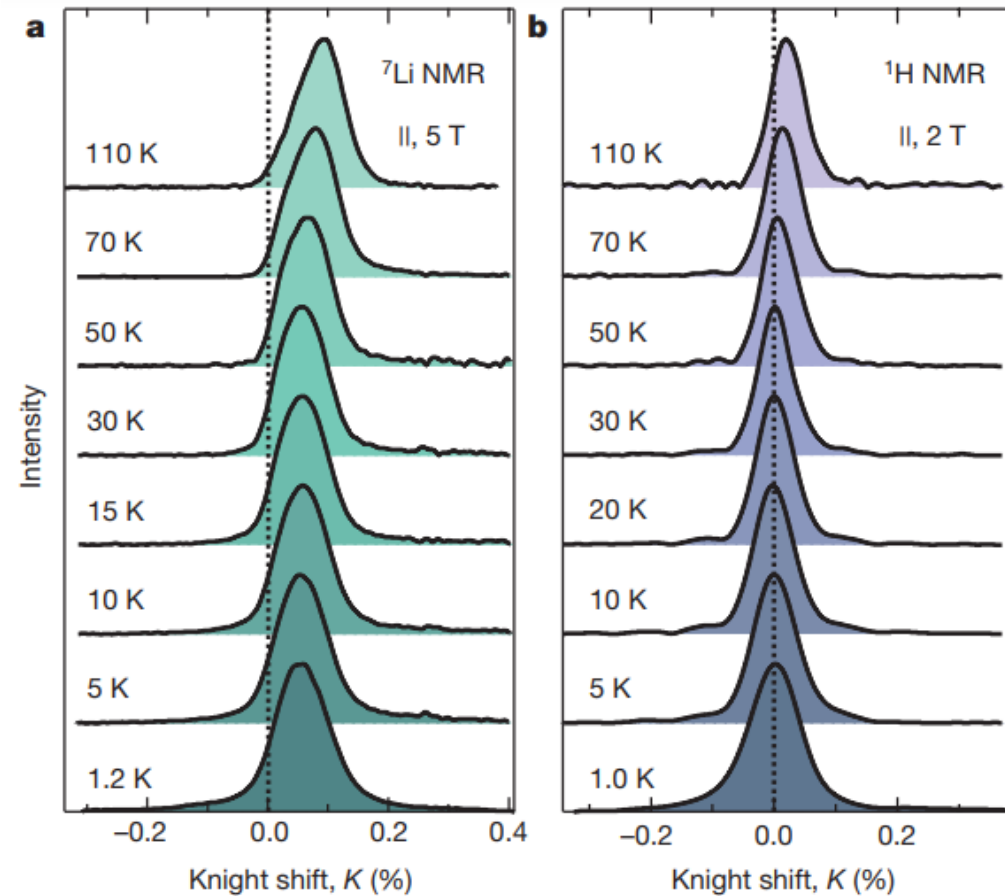 a
⁷Li NMR
||, 5 T
110 K
70 K
50 K
30 K
15 K
10 K
5 K
1.2 K
Intensity
−0.2 0.0 0.2 0.4
Knight shift, K (%)
b
¹H NMR
||, 2 T
110 K
70 K
50 K
30 K
20 K
10 K
5 K
1.0 K
−0.2 0.0 0.2
Knight shift, K (%)